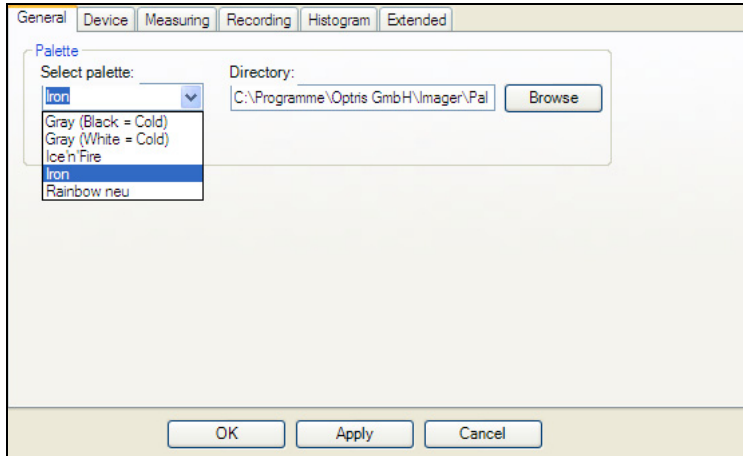 General Device Measuring Recording Histogram Extended
Palette
Select palette: Directory:
Iron C:\Programme\Optris GmbH\Imager\Pal Browse
Gray (Black = Cold)
Gray (White = Cold)
Ice'n'Fire
Iron
Rainbow neu
OK Apply Cancel